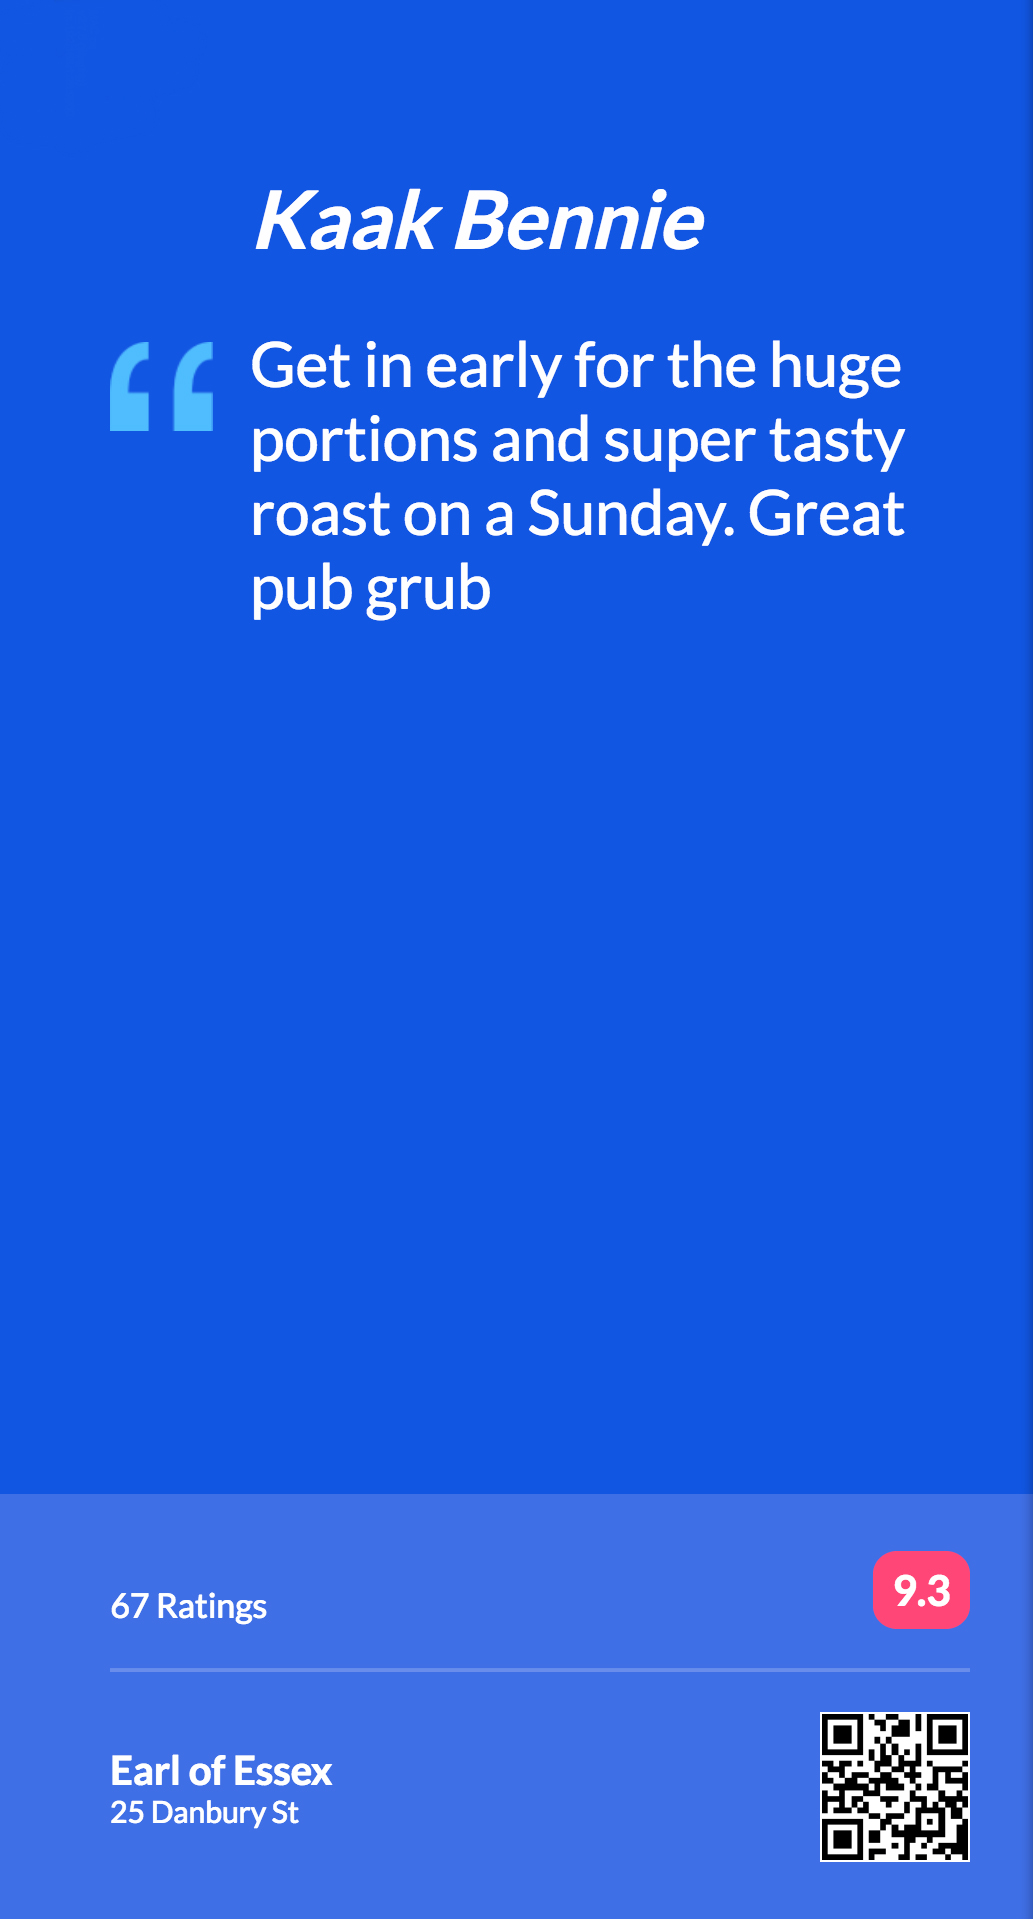 Kaak Bennie
Get in early for the huge
portions and super tasty
roast on a Sunday. Great
pub grub
67 Ratings
9.3
Earl of Essex
25 Danbury St